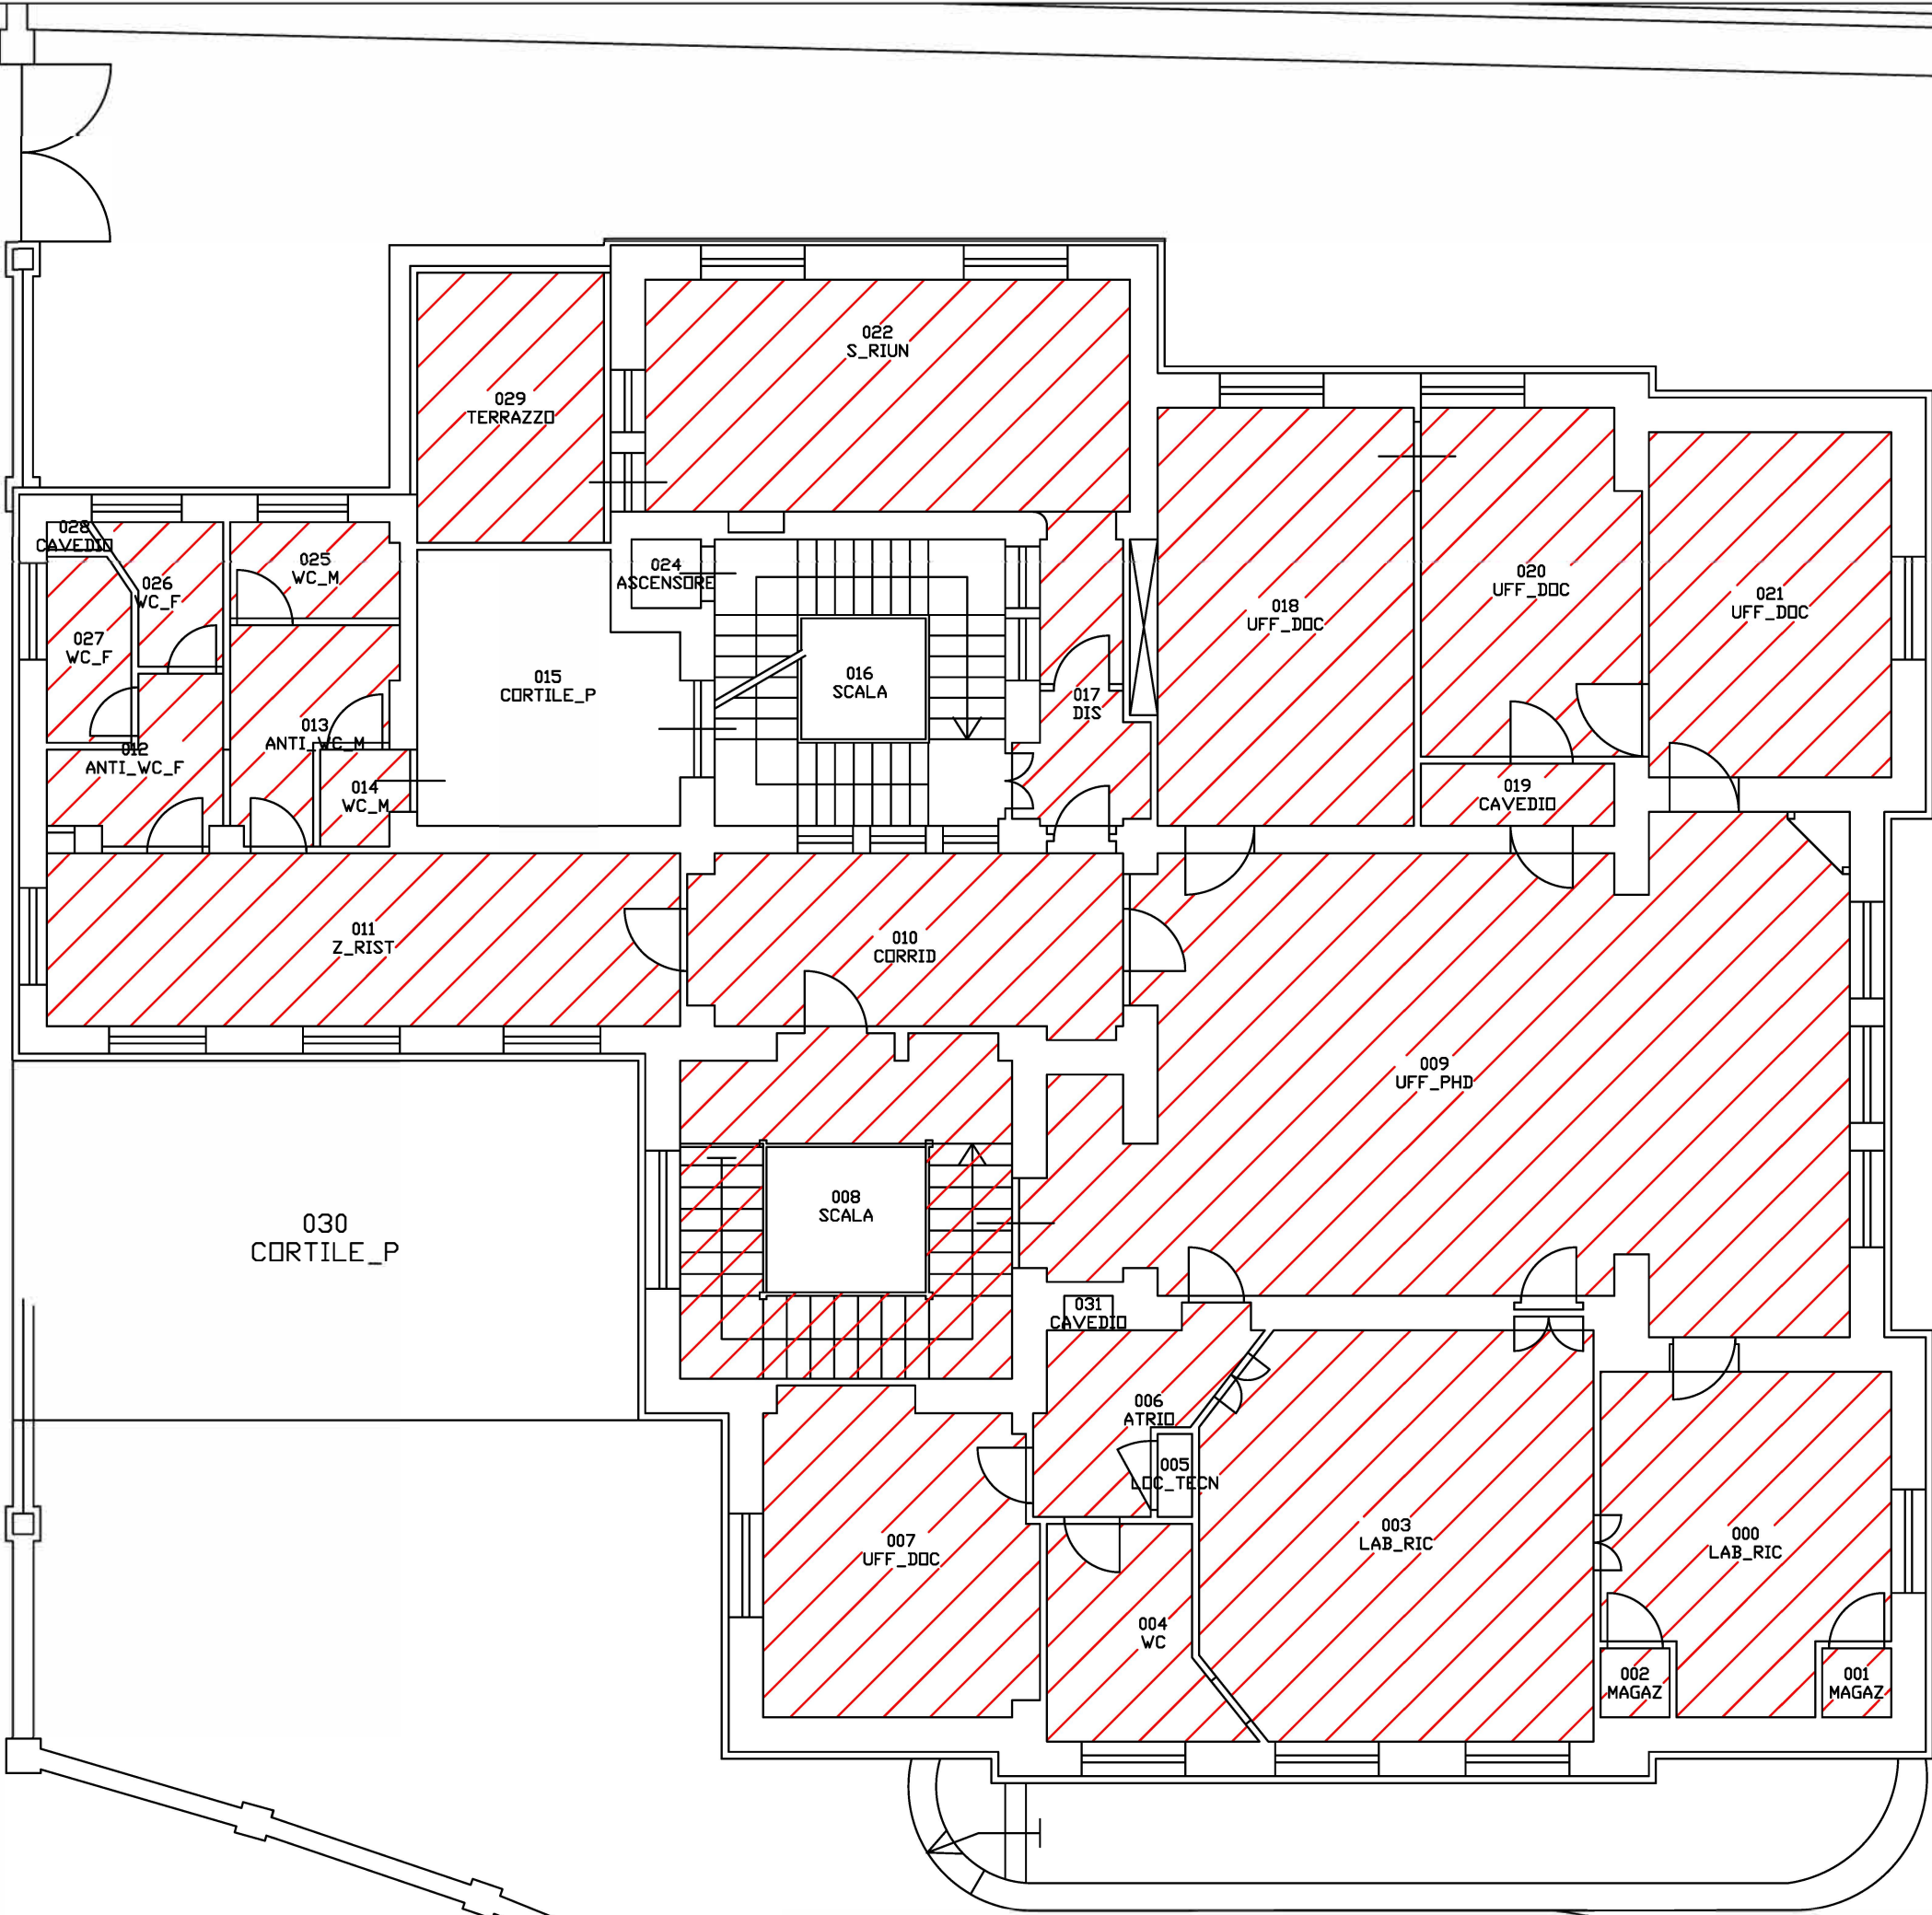 022
S_RIUN
029
TERRAZZO
028
CAVEDIO
025
WC_M
024
ASCENSORE
026
WC_F
020
UFF_DOC
021
UFF_DOC
018
UFF_DOC
027
WC_F
015
CORTILE_P
016
SCALA
017
DIS
013
ANTI_WC_M
012
ANTI_WC_F
014
WC_M
019
CAVEDIO
011
Z_RIST
010
CORRID
009
UFF_PHD
008
SCALA
030
CORTILE_P
031
CAVEDIO
006
ATRIO
005
LOC_TECN
003
LAB_RIC
000
LAB_RIC
007
UFF_DOC
004
WC
002
MAGAZ
001
MAGAZ